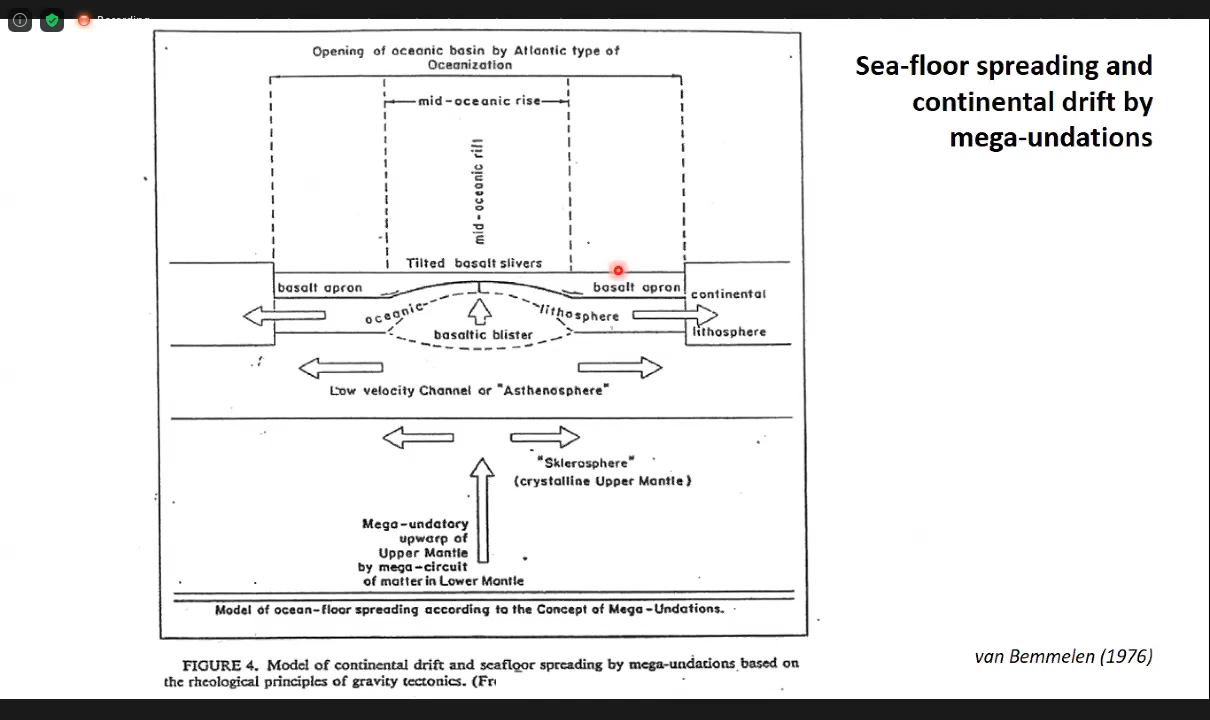 Recording
Opening of oceanic basin by Atlantic type of
Oceanization
mid-oceanic rise
mid-oceanic rift
Tilted basalt slivers
basalt apron
basalt apron
oceanic
lithosphere
continental
lithosphere
basaltic blister
Low velocity Channel or "Asthenosphere"
"Sklerosphere"
(crystalline Upper Mantle)
Mega-undatory
upwarp of
Upper Mantle
by mega-circuit
of matter in Lower Mantle
Model of ocean-floor spreading according to the Concept of Mega-Undations.
FIGURE 4. Model of continental drift and seafloor spreading by mega-undations based on
the rheological principles of gravity tectonics. (Fr
Sea-floor spreading and
continental drift by
mega-undations
van Bemmelen (1976)